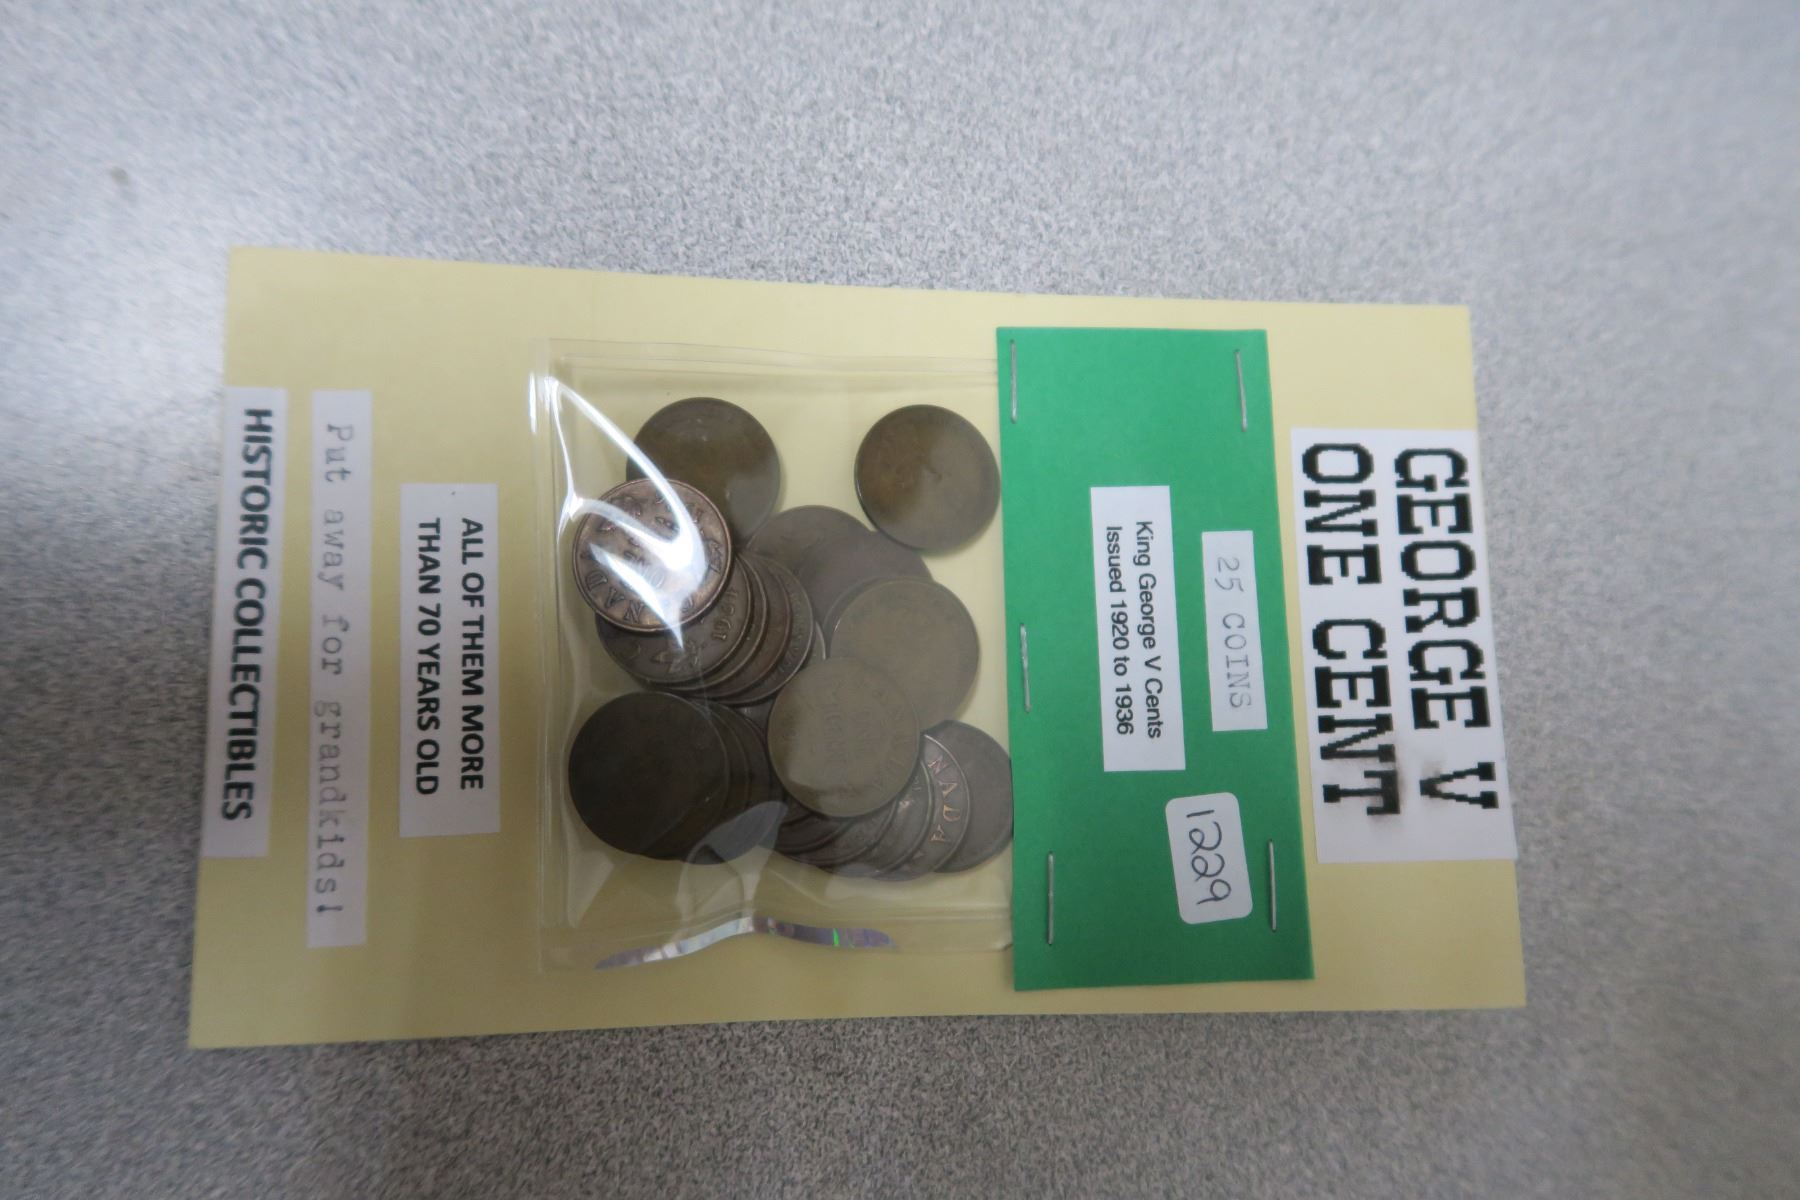 GEORGE V
ONE CENT
25 COINS
King George V Cents
Issued 1920 to 1936
1229
ALL OF THEM MORE
THAN 70 YEARS OLD
Put away for grandkids!
HISTORIC COLLECTIBLES